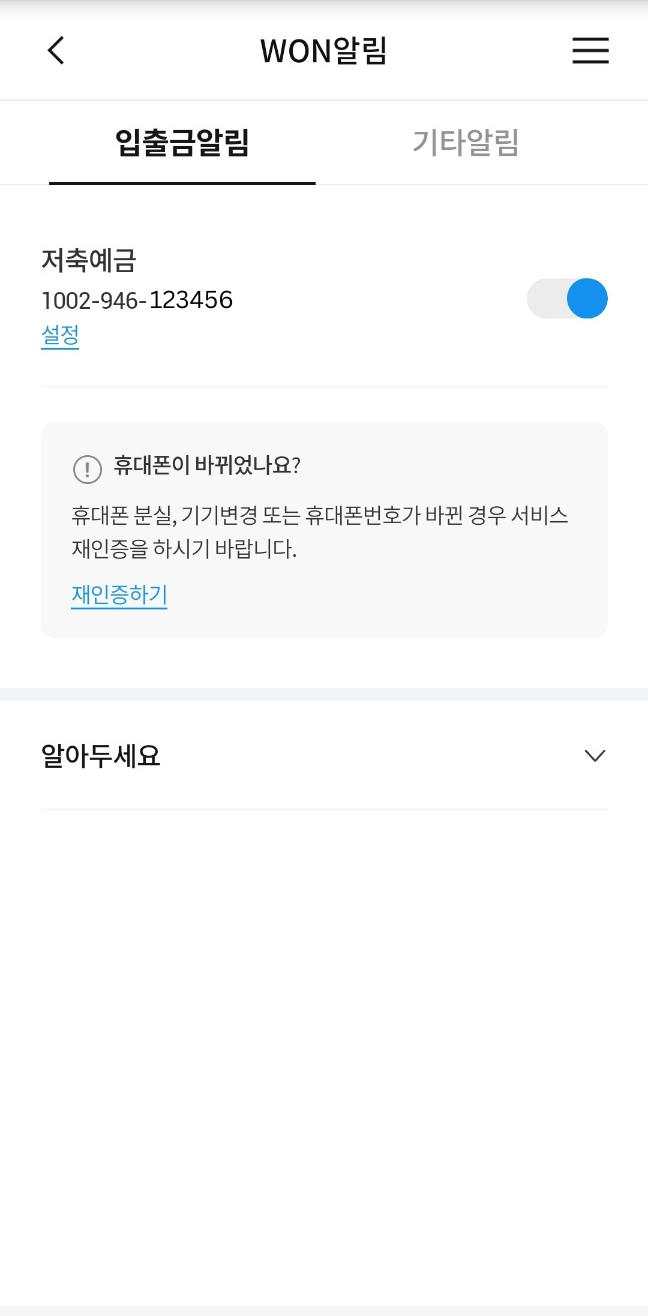 WON알림
입출금알림
기타알림
저축예금
1002-946-123456
설정
휴대폰이 바뀌었나요?
휴대폰 분실, 기기변경 또는 휴대폰번호가 바뀐 경우 서비스
재인증을 하시기 바랍니다.
재인증하기
알아두세요